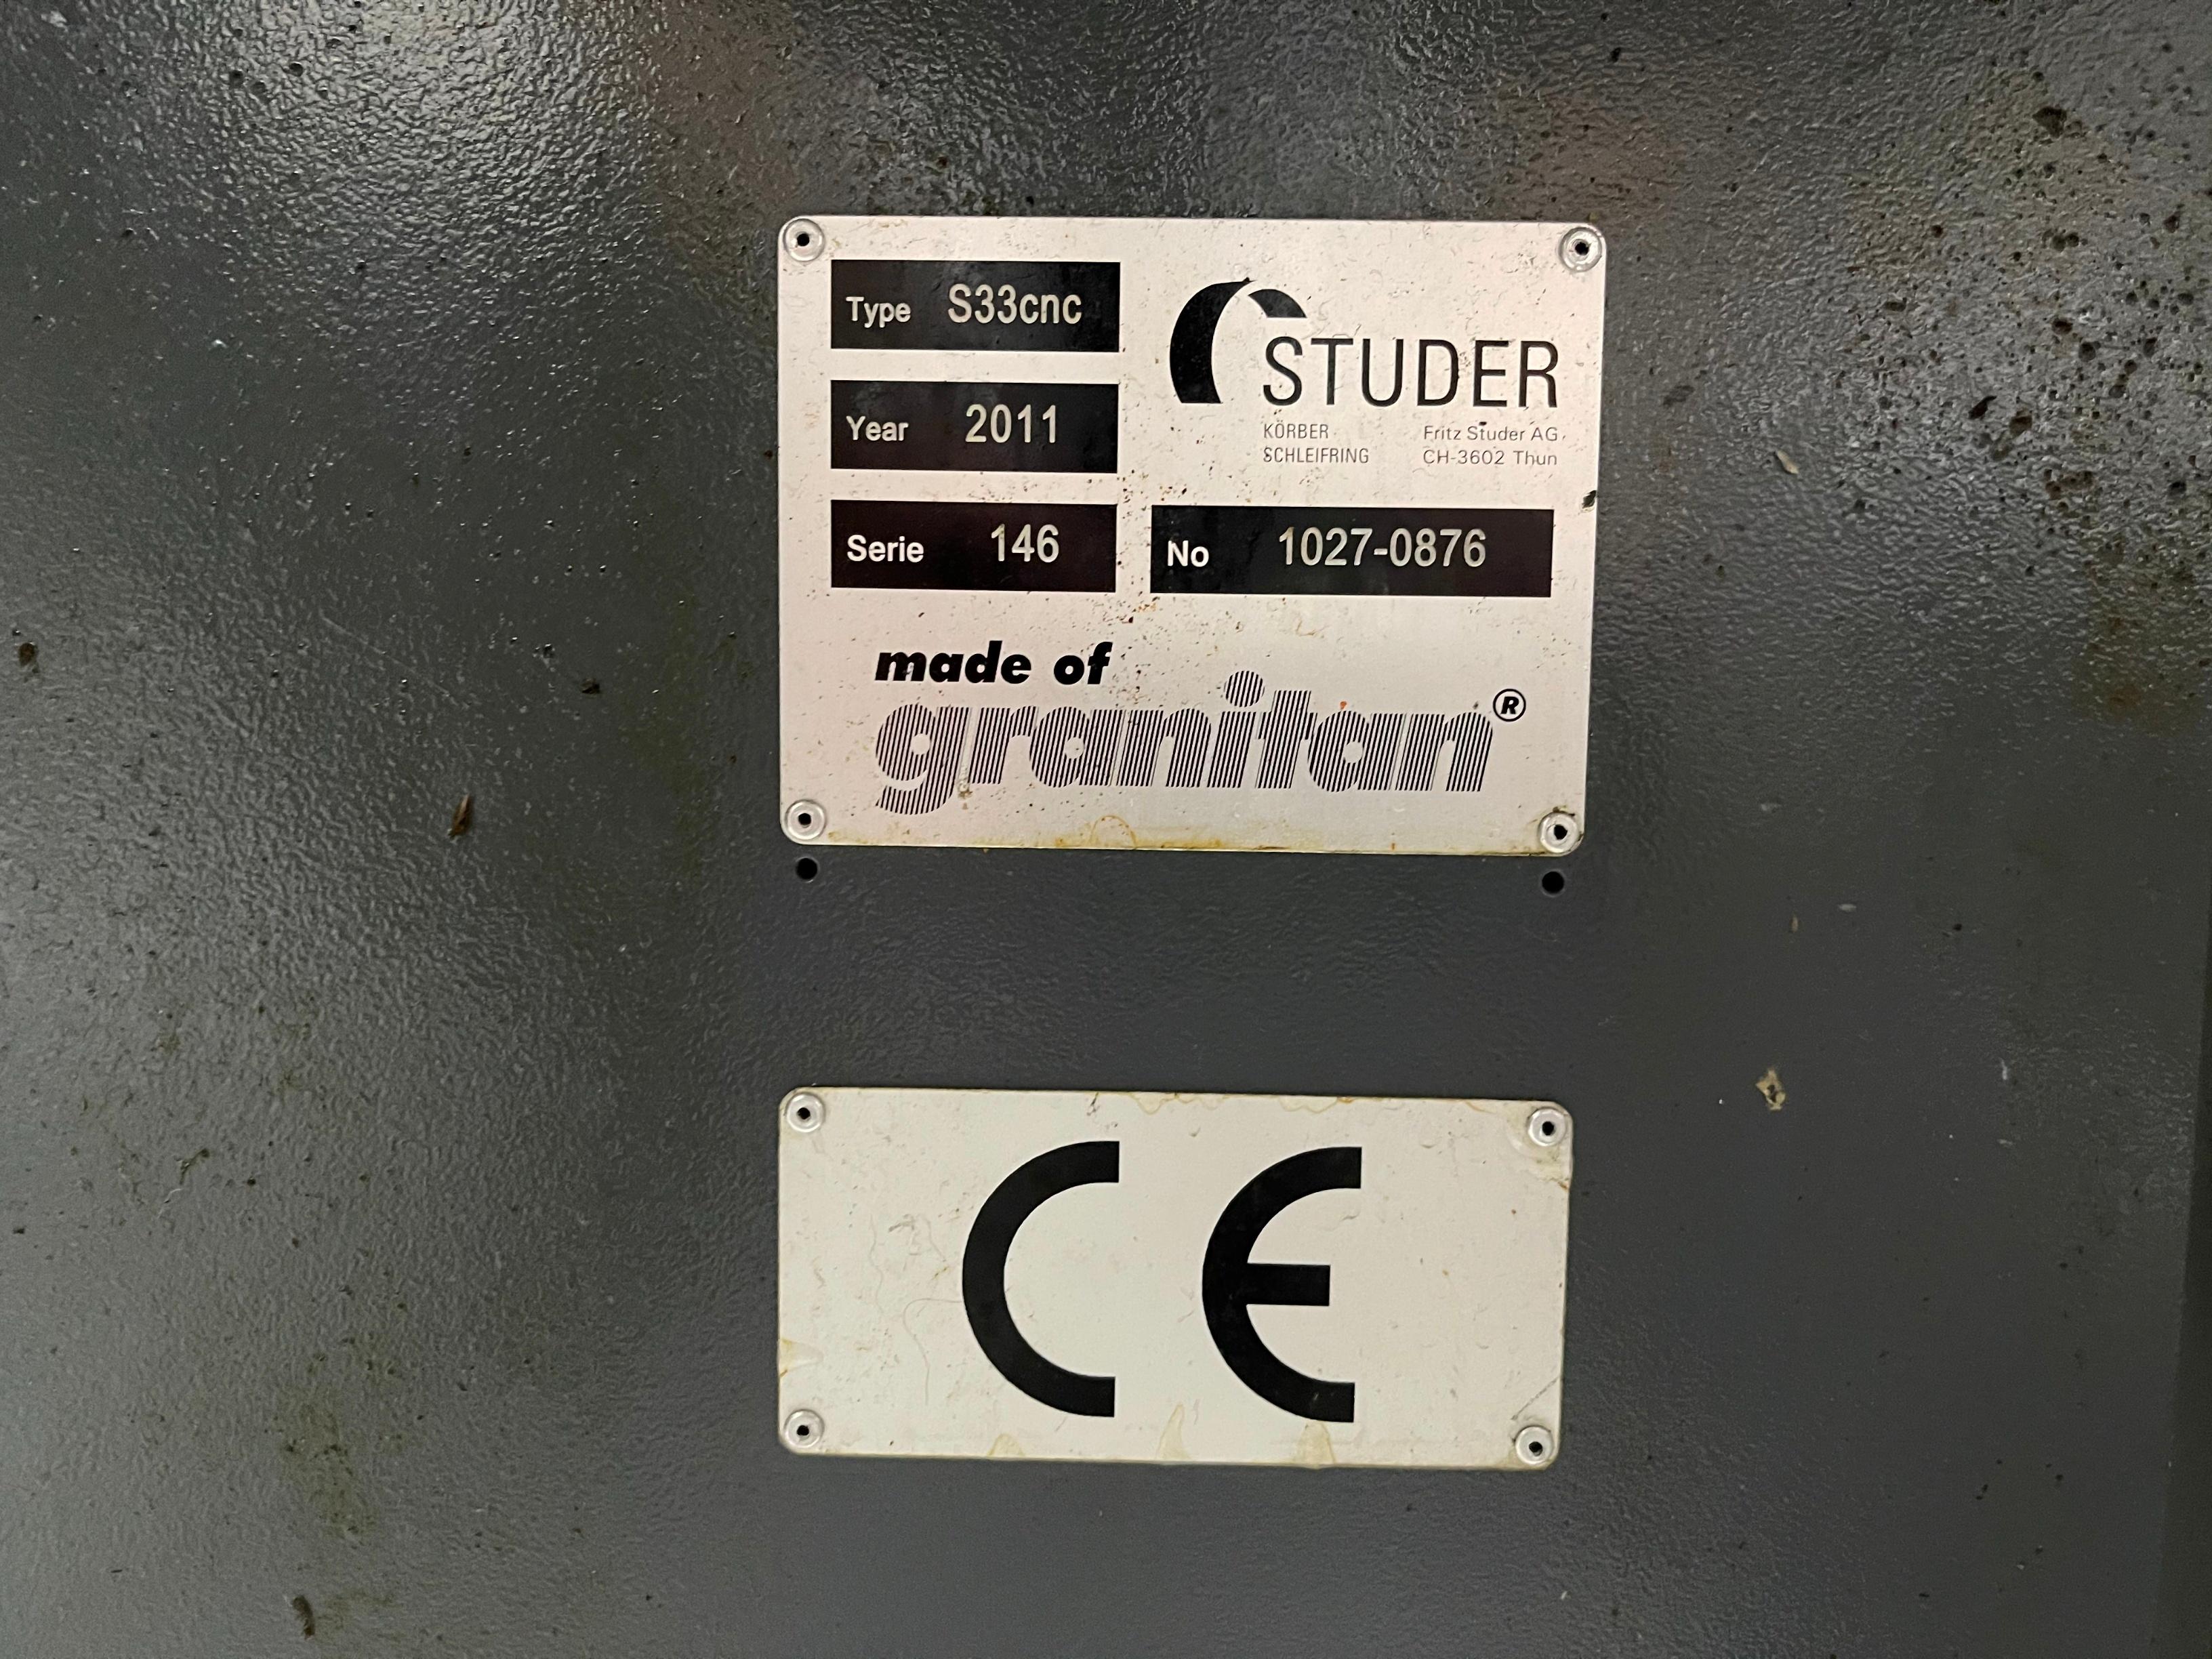 Type S33cnc
STUDER
Year 2011
KÖRBER
SCHLEIFRING
Fritz Studer AG
CH-3602 Thun
Serie 146
No 1027-0876
made of
granitan®
CE